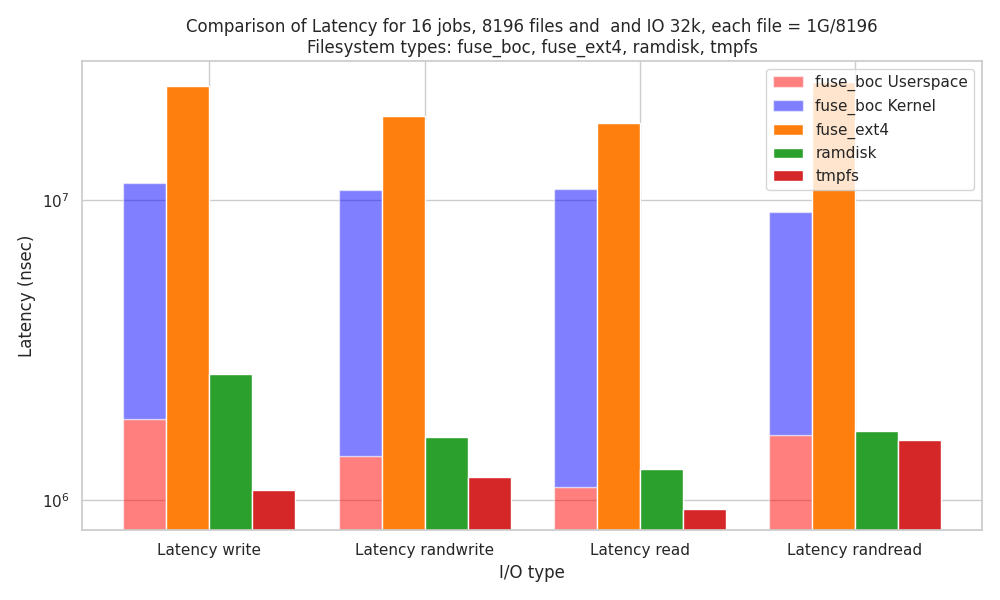 Comparison of Latency for 16 jobs, 8196 files and  and IO 32k, each file = 1G/8196
Filesystem types: fuse_boc, fuse_ext4, ramdisk, tmpfs
fuse_boc Userspace
fuse_boc Kernel
fuse_ext4
ramdisk
tmpfs
10⁷
10⁶
Latency (nsec)
Latency write
Latency randwrite
Latency read
Latency randread
I/O type